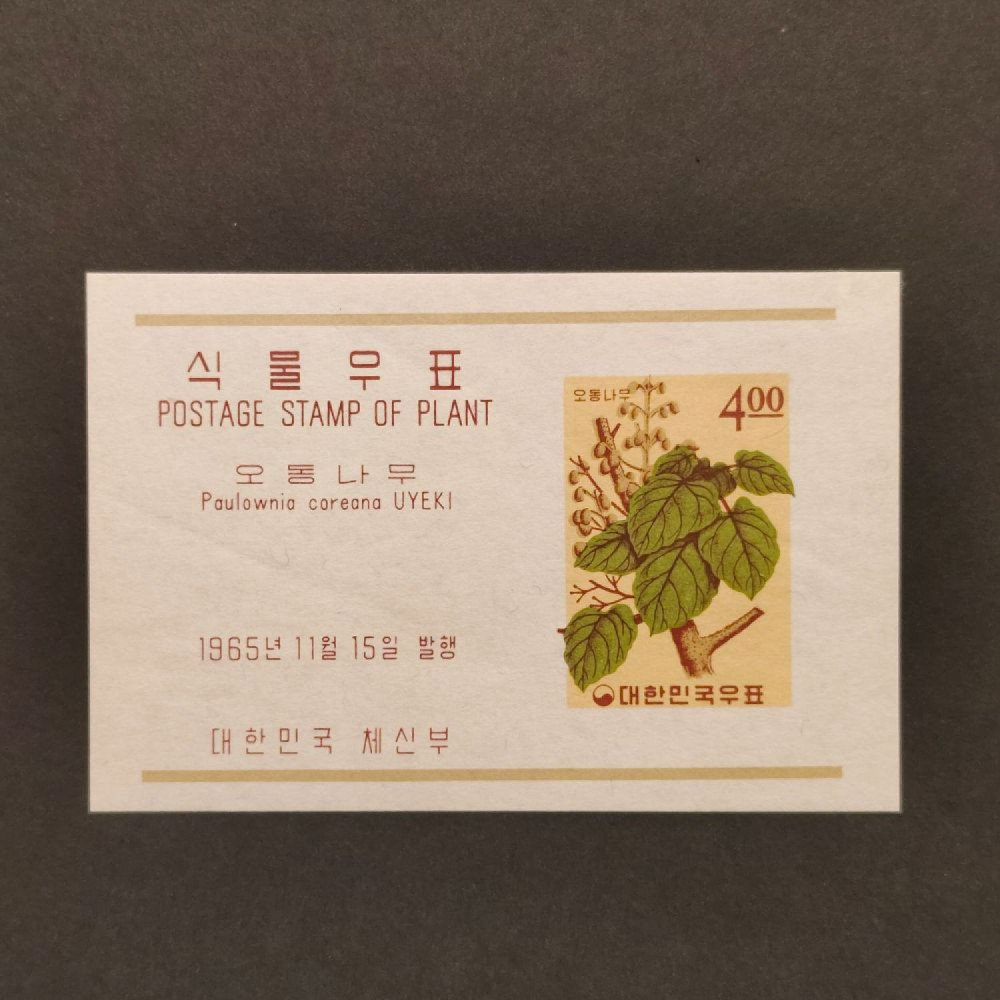 식물우표
POSTAGE STAMP OF PLANT
오동나무
Paulownia coreana UYEKI
1965년 11월 15일 발행
대한민국 체신부
오동나무
4.00
대한민국우표